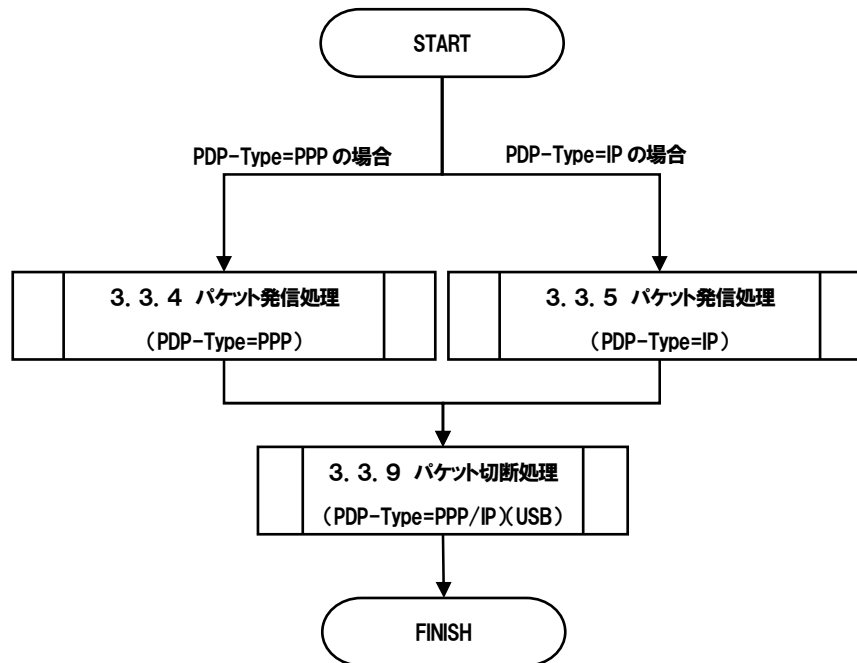 START
PDP-Type=PPP の場合
PDP-Type=IP の場合
3．3．4 パケット発信処理
（PDP-Type=PPP）
3．3．5 パケット発信処理
（PDP-Type=IP）
3．3．9 パケット切断処理
（PDP-Type=PPP/IP）（USB）
FINISH